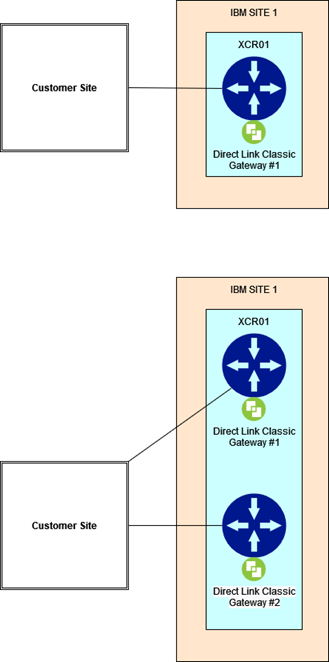 IBM SITE 1
XCR01
Customer Site
Direct Link Classic
Gateway #1
IBM SITE 1
XCR01
Direct Link Classic
Gateway #1
Customer Site
Direct Link Classic
Gateway #2